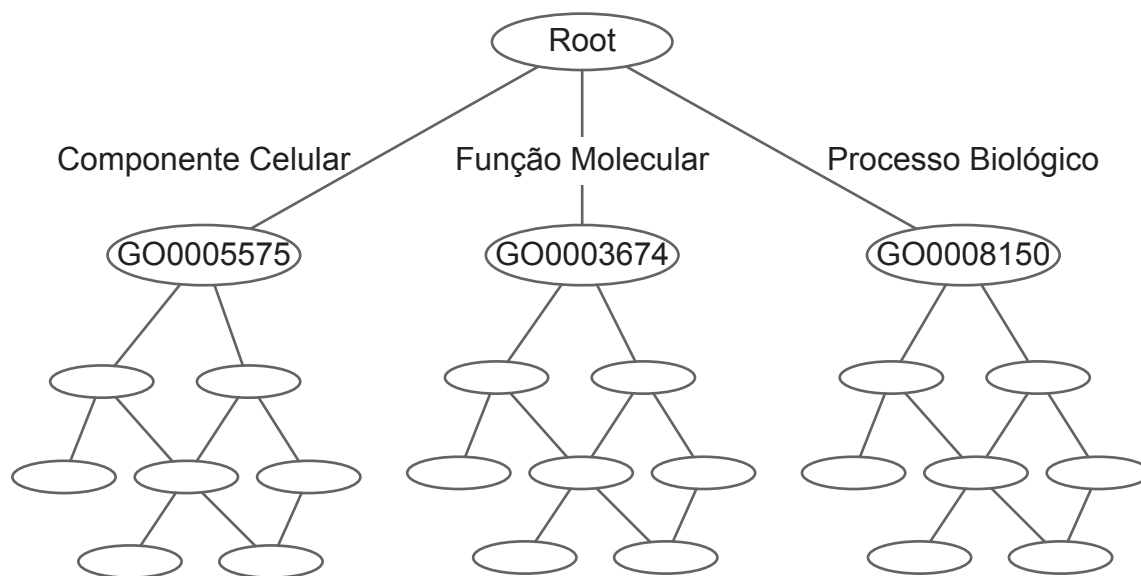 Root
Componente Celular
Função Molecular
Processo Biológico
GO0005575
GO0003674
GO0008150